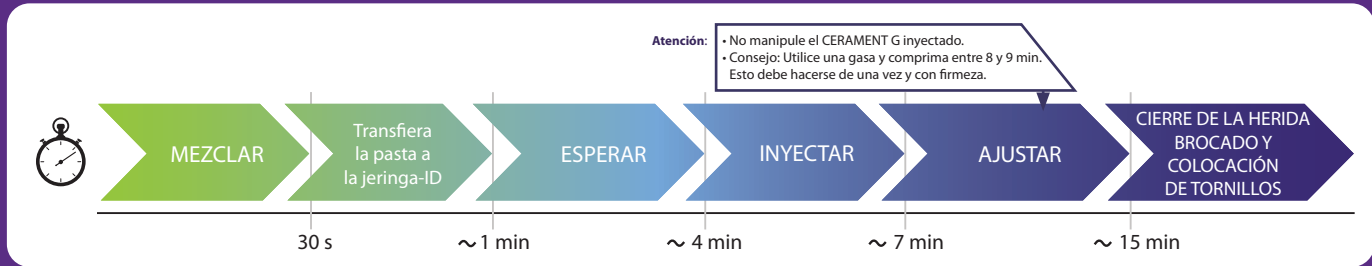 Atención:
• No manipule el CERAMENT G inyectado.
• Consejo: Utilice una gasa y comprima entre 8 y 9 min.
Esto debe hacerse de una vez y con firmeza.
MEZCLAR
Transfiera
la pasta a
la jeringa-ID
ESPERAR
INYECTAR
AJUSTAR
CIERRE DE LA HERIDA
BROCADO Y
COLOCACIÓN
DE TORNILLOS
30 s
~ 1 min
~ 4 min
~ 7 min
~ 15 min